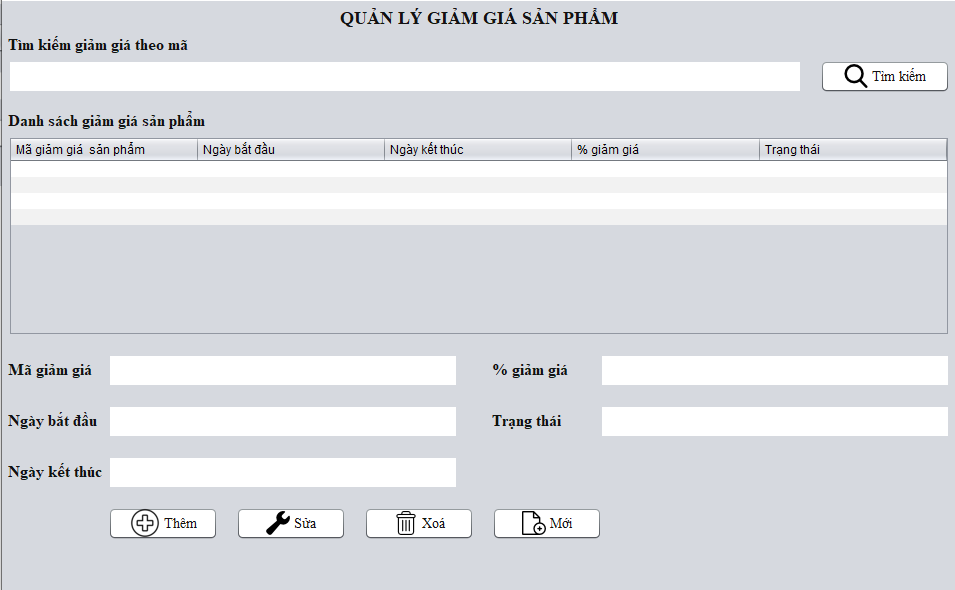 QUẢN LÝ GIẢM GIÁ SẢN PHẨM
Tìm kiếm giảm giá theo mã
Tìm kiếm
Danh sách giảm giá sản phẩm
Mã giảm giá sản phẩm Ngày bắt đầu Ngày kết thúc % giảm giá Trạng thái
Mã giảm giá % giảm giá
Ngày bắt đầu Trạng thái
Ngày kết thúc
Thêm Sửa Xoá Mới